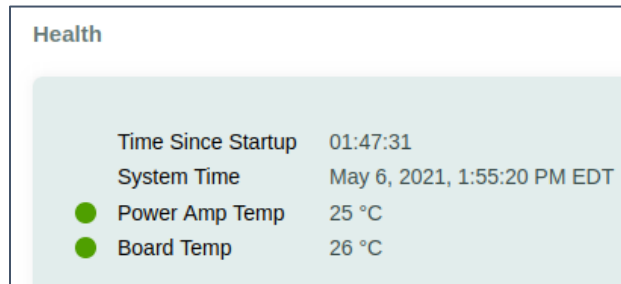 Health
Time Since Startup 01:47:31
System Time May 6, 2021, 1:55:20 PM EDT
Power Amp Temp 25 °C
Board Temp 26 °C